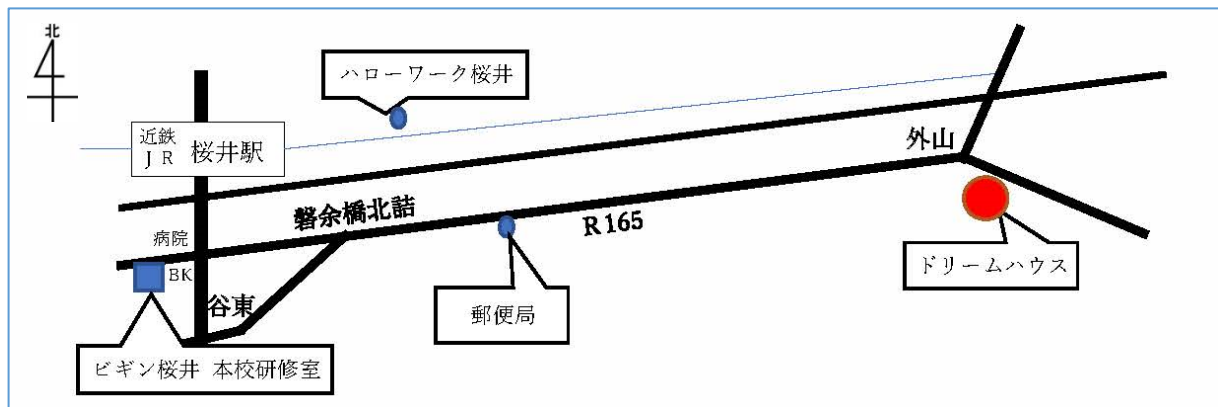 北
ハローワーク桜井
近鉄
ＪＲ 桜井駅
外山
磐余橋北詰
R165
病院
BK
ドリームハウス
谷東
郵便局
ビギン桜井 本校研修室